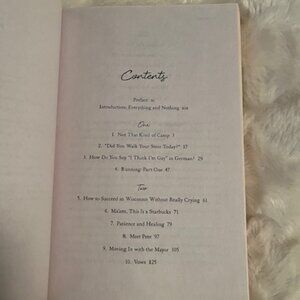 Contents
Preface ix
Introduction: Everything and Nothing xiii
One
1. Not That Kind of Camp 3
2. "Did You Walk Your Store Today?" 17
3. How Do You Say "I Think I'm Gay" in German? 29
4. Running: Part One 47
Two
5. How to Succeed in Wisconsin Without Really Crying 61
6. Ma'am, This Is a Starbucks 71
7. Patience and Healing 79
8. Meet Pete 97
9. Moving In with the Mayor 105
10. Vows 125